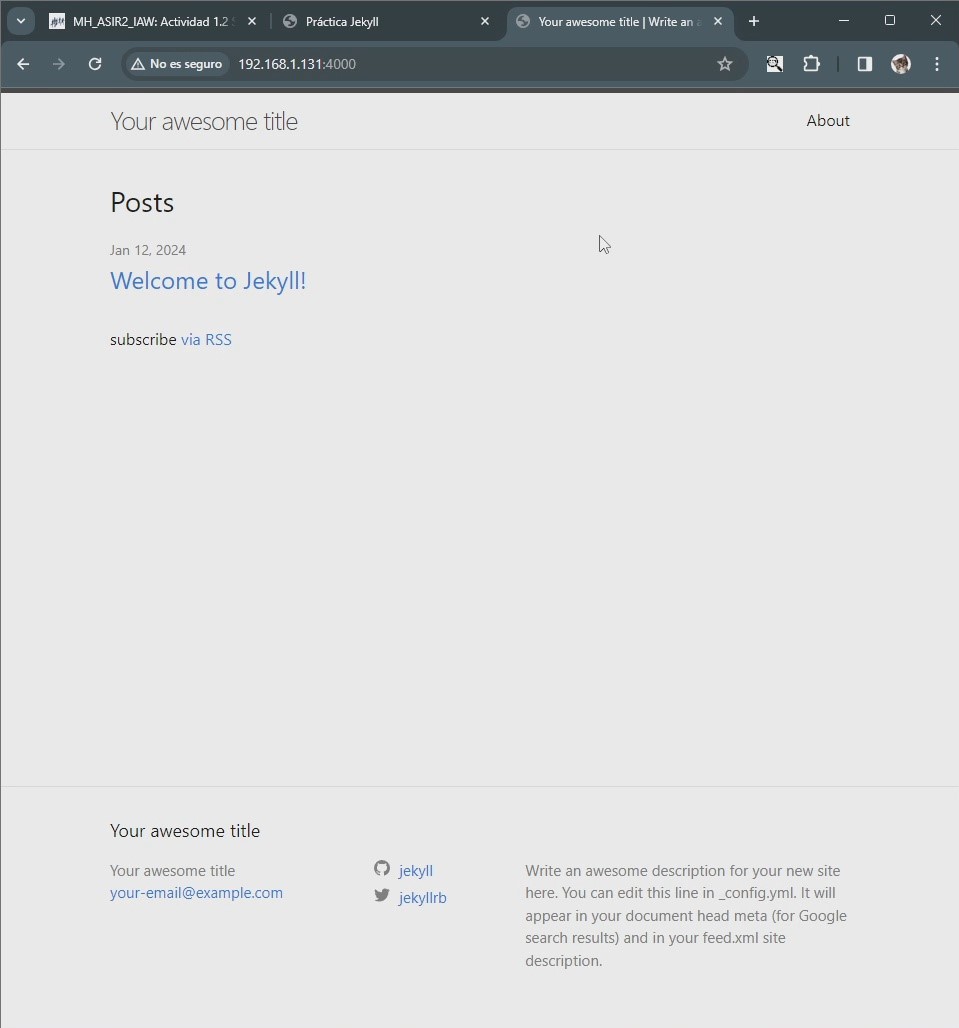 MH_ASIR2_IAW: Actividad 1.2
Práctica Jekyll
Your awesome title | Write an
No es seguro
192.168.1.131:4000
Your awesome title
About
Posts
Jan 12, 2024
Welcome to Jekyll!
subscribe via RSS
Your awesome title
Your awesome title
your-email@example.com
jekyll
jekyllrb
Write an awesome description for your new site
here. You can edit this line in _config.yml. It will
appear in your document head meta (for Google
search results) and in your feed.xml site
description.